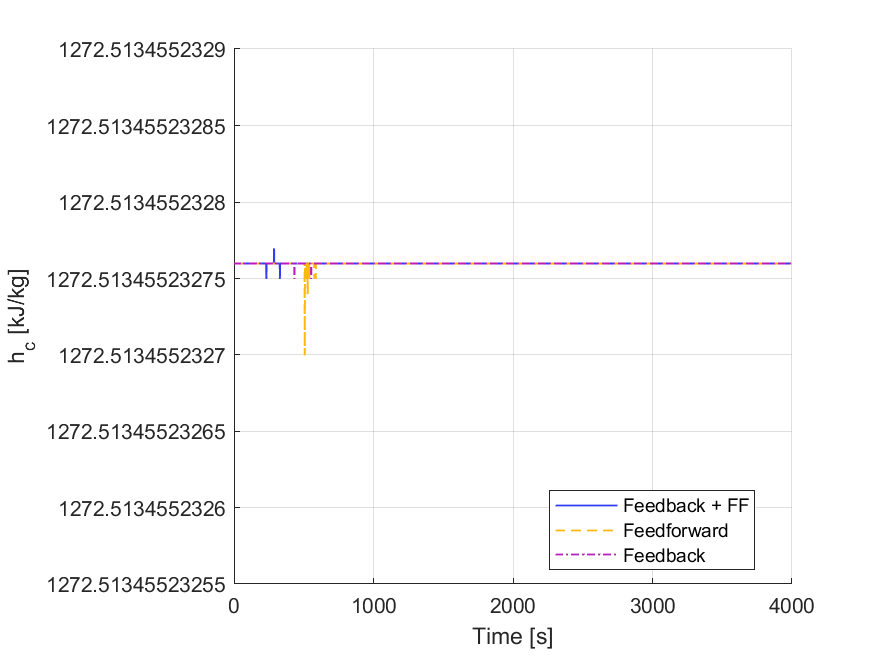 1272.5134552329
1272.51345523285
1272.5134552328
1272.51345523275
1272.5134552327
1272.51345523265
1272.5134552326
1272.51345523255
h_c [kJ/kg]
0 1000 2000 3000 4000
Time [s]
Feedback + FF
Feedforward
Feedback